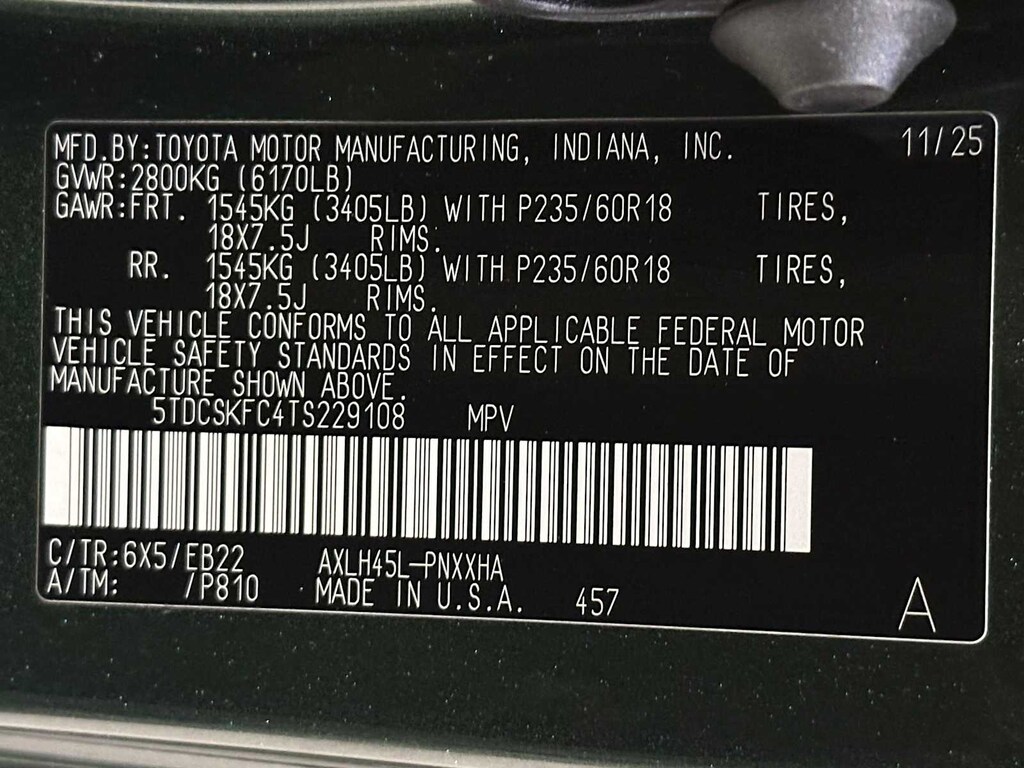 MFD.BY:TOYOTA MOTOR MANUFACTURING, INDIANA, INC. 11/25
GVWR:2800KG (6170LB)
GAWR:FRT. 1545KG (3405LB) WITH P235/60R18 TIRES,
18X7.5J RIMS.
RR. 1545KG (3405LB) WITH P235/60R18 TIRES,
18X7.5J RIMS.
THIS VEHICLE CONFORMS TO ALL APPLICABLE FEDERAL MOTOR
VEHICLE SAFETY STANDARDS IN EFFECT ON THE DATE OF
MANUFACTURE SHOWN ABOVE.
5TDCSKFC4TS229108 MPV
C/TR:6X5/EB22 AXLH45L-PNXXHA
A/TM: /P810 MADE IN U.S.A. 457 A